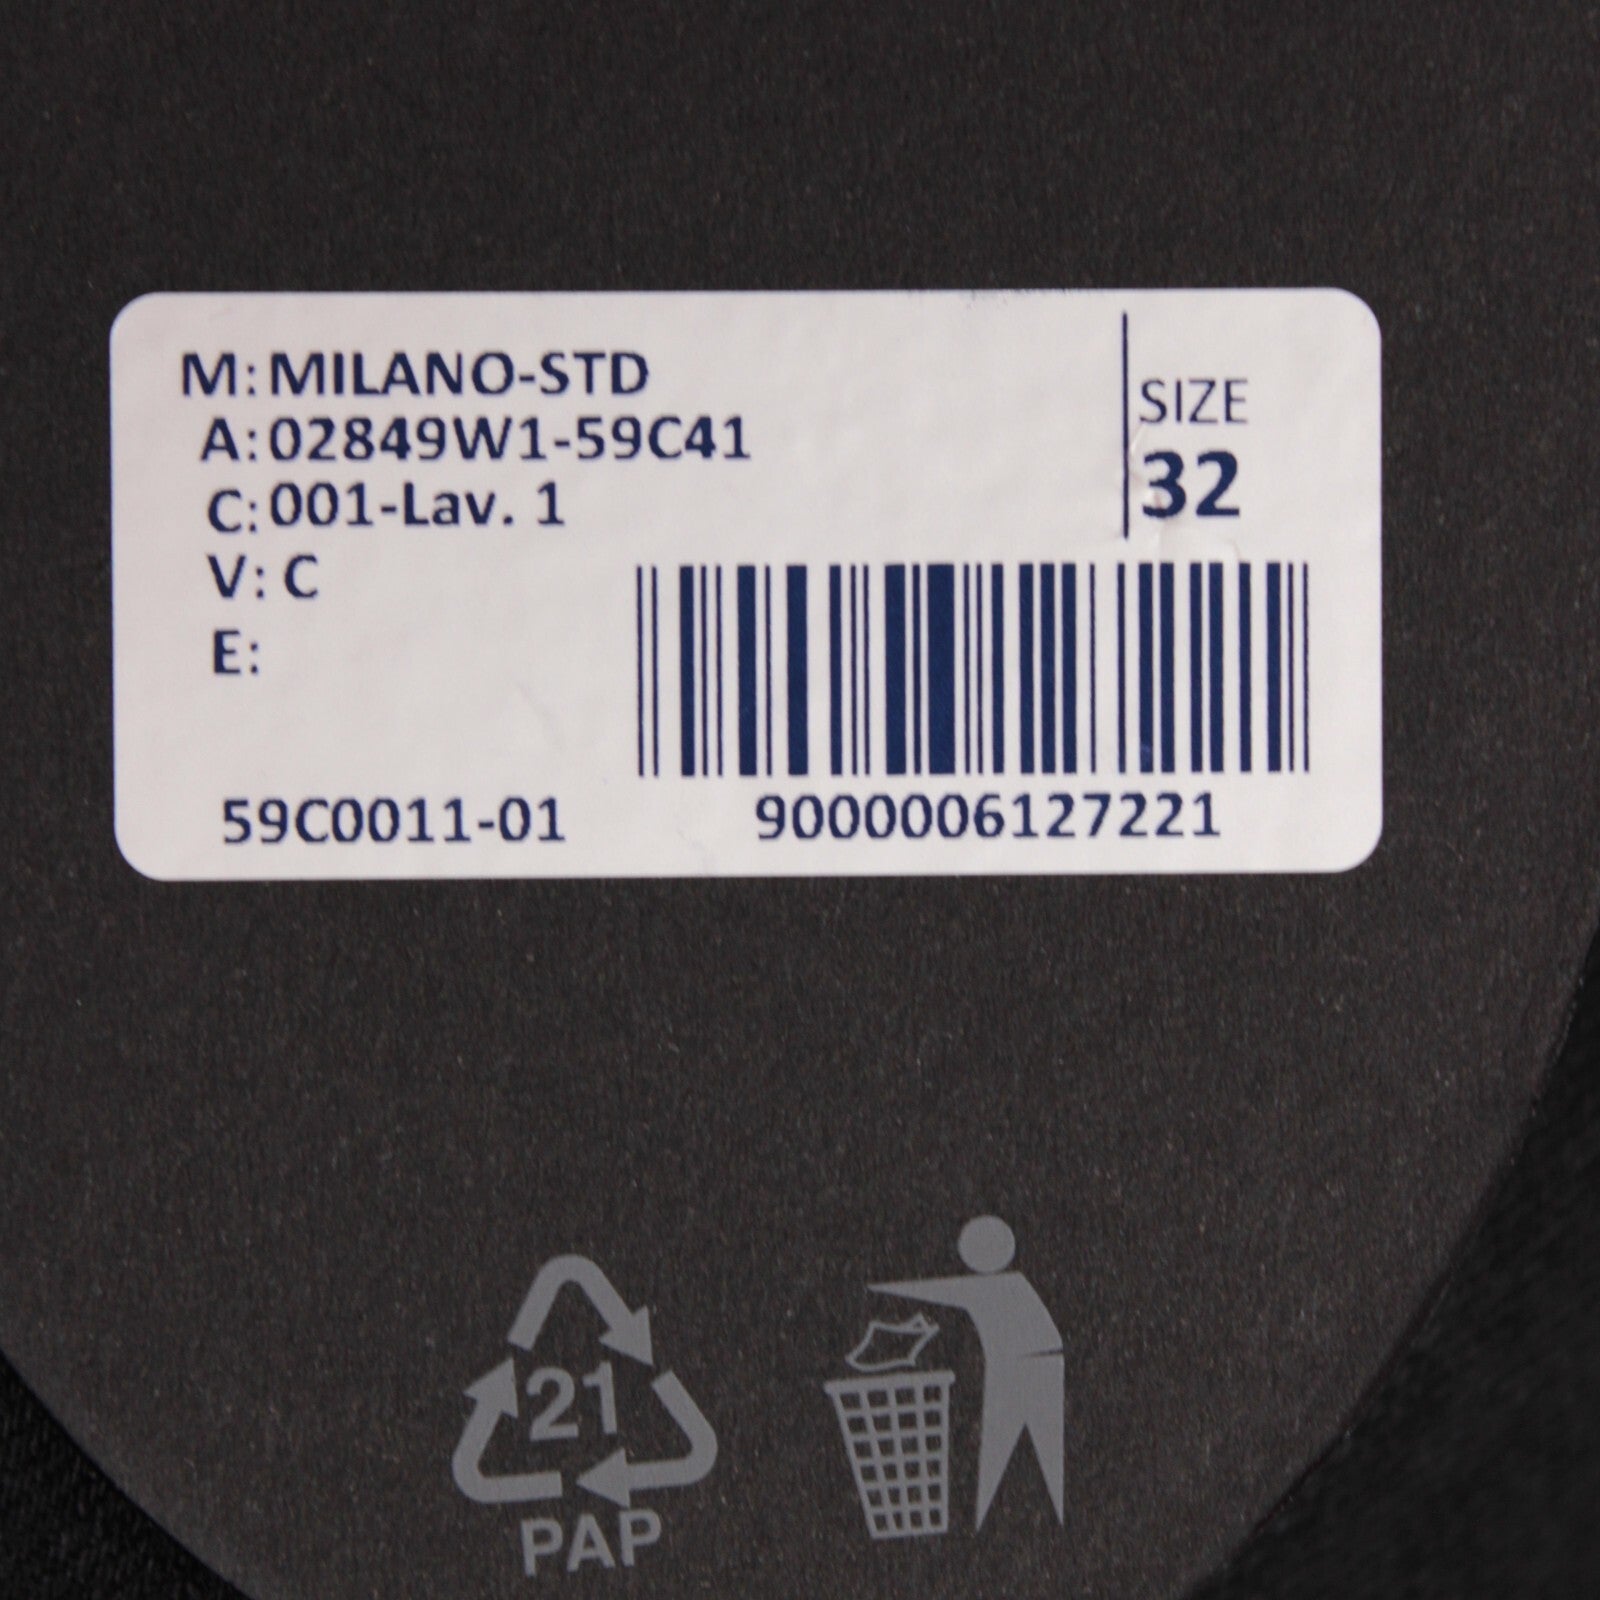 M: MILANO-STD
A: 02849W1-59C41
C: 001-Lav. 1
V: C
E:
SIZE
32
59C0011-01
9000006127221
21
PAP